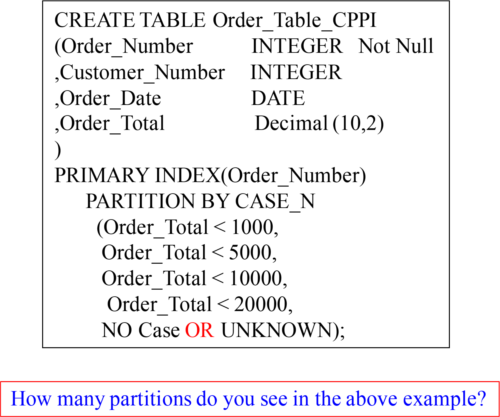 CREATE TABLE Order_Table_CPPI
(Order_Number INTEGER Not Null
,Customer_Number INTEGER
,Order_Date DATE
,Order_Total Decimal (10,2)
)
PRIMARY INDEX(Order_Number)
PARTITION BY CASE_N
(Order_Total < 1000,
Order_Total < 5000,
Order_Total < 10000,
Order_Total < 20000,
NO Case OR UNKNOWN);
How many partitions do you see in the above example?